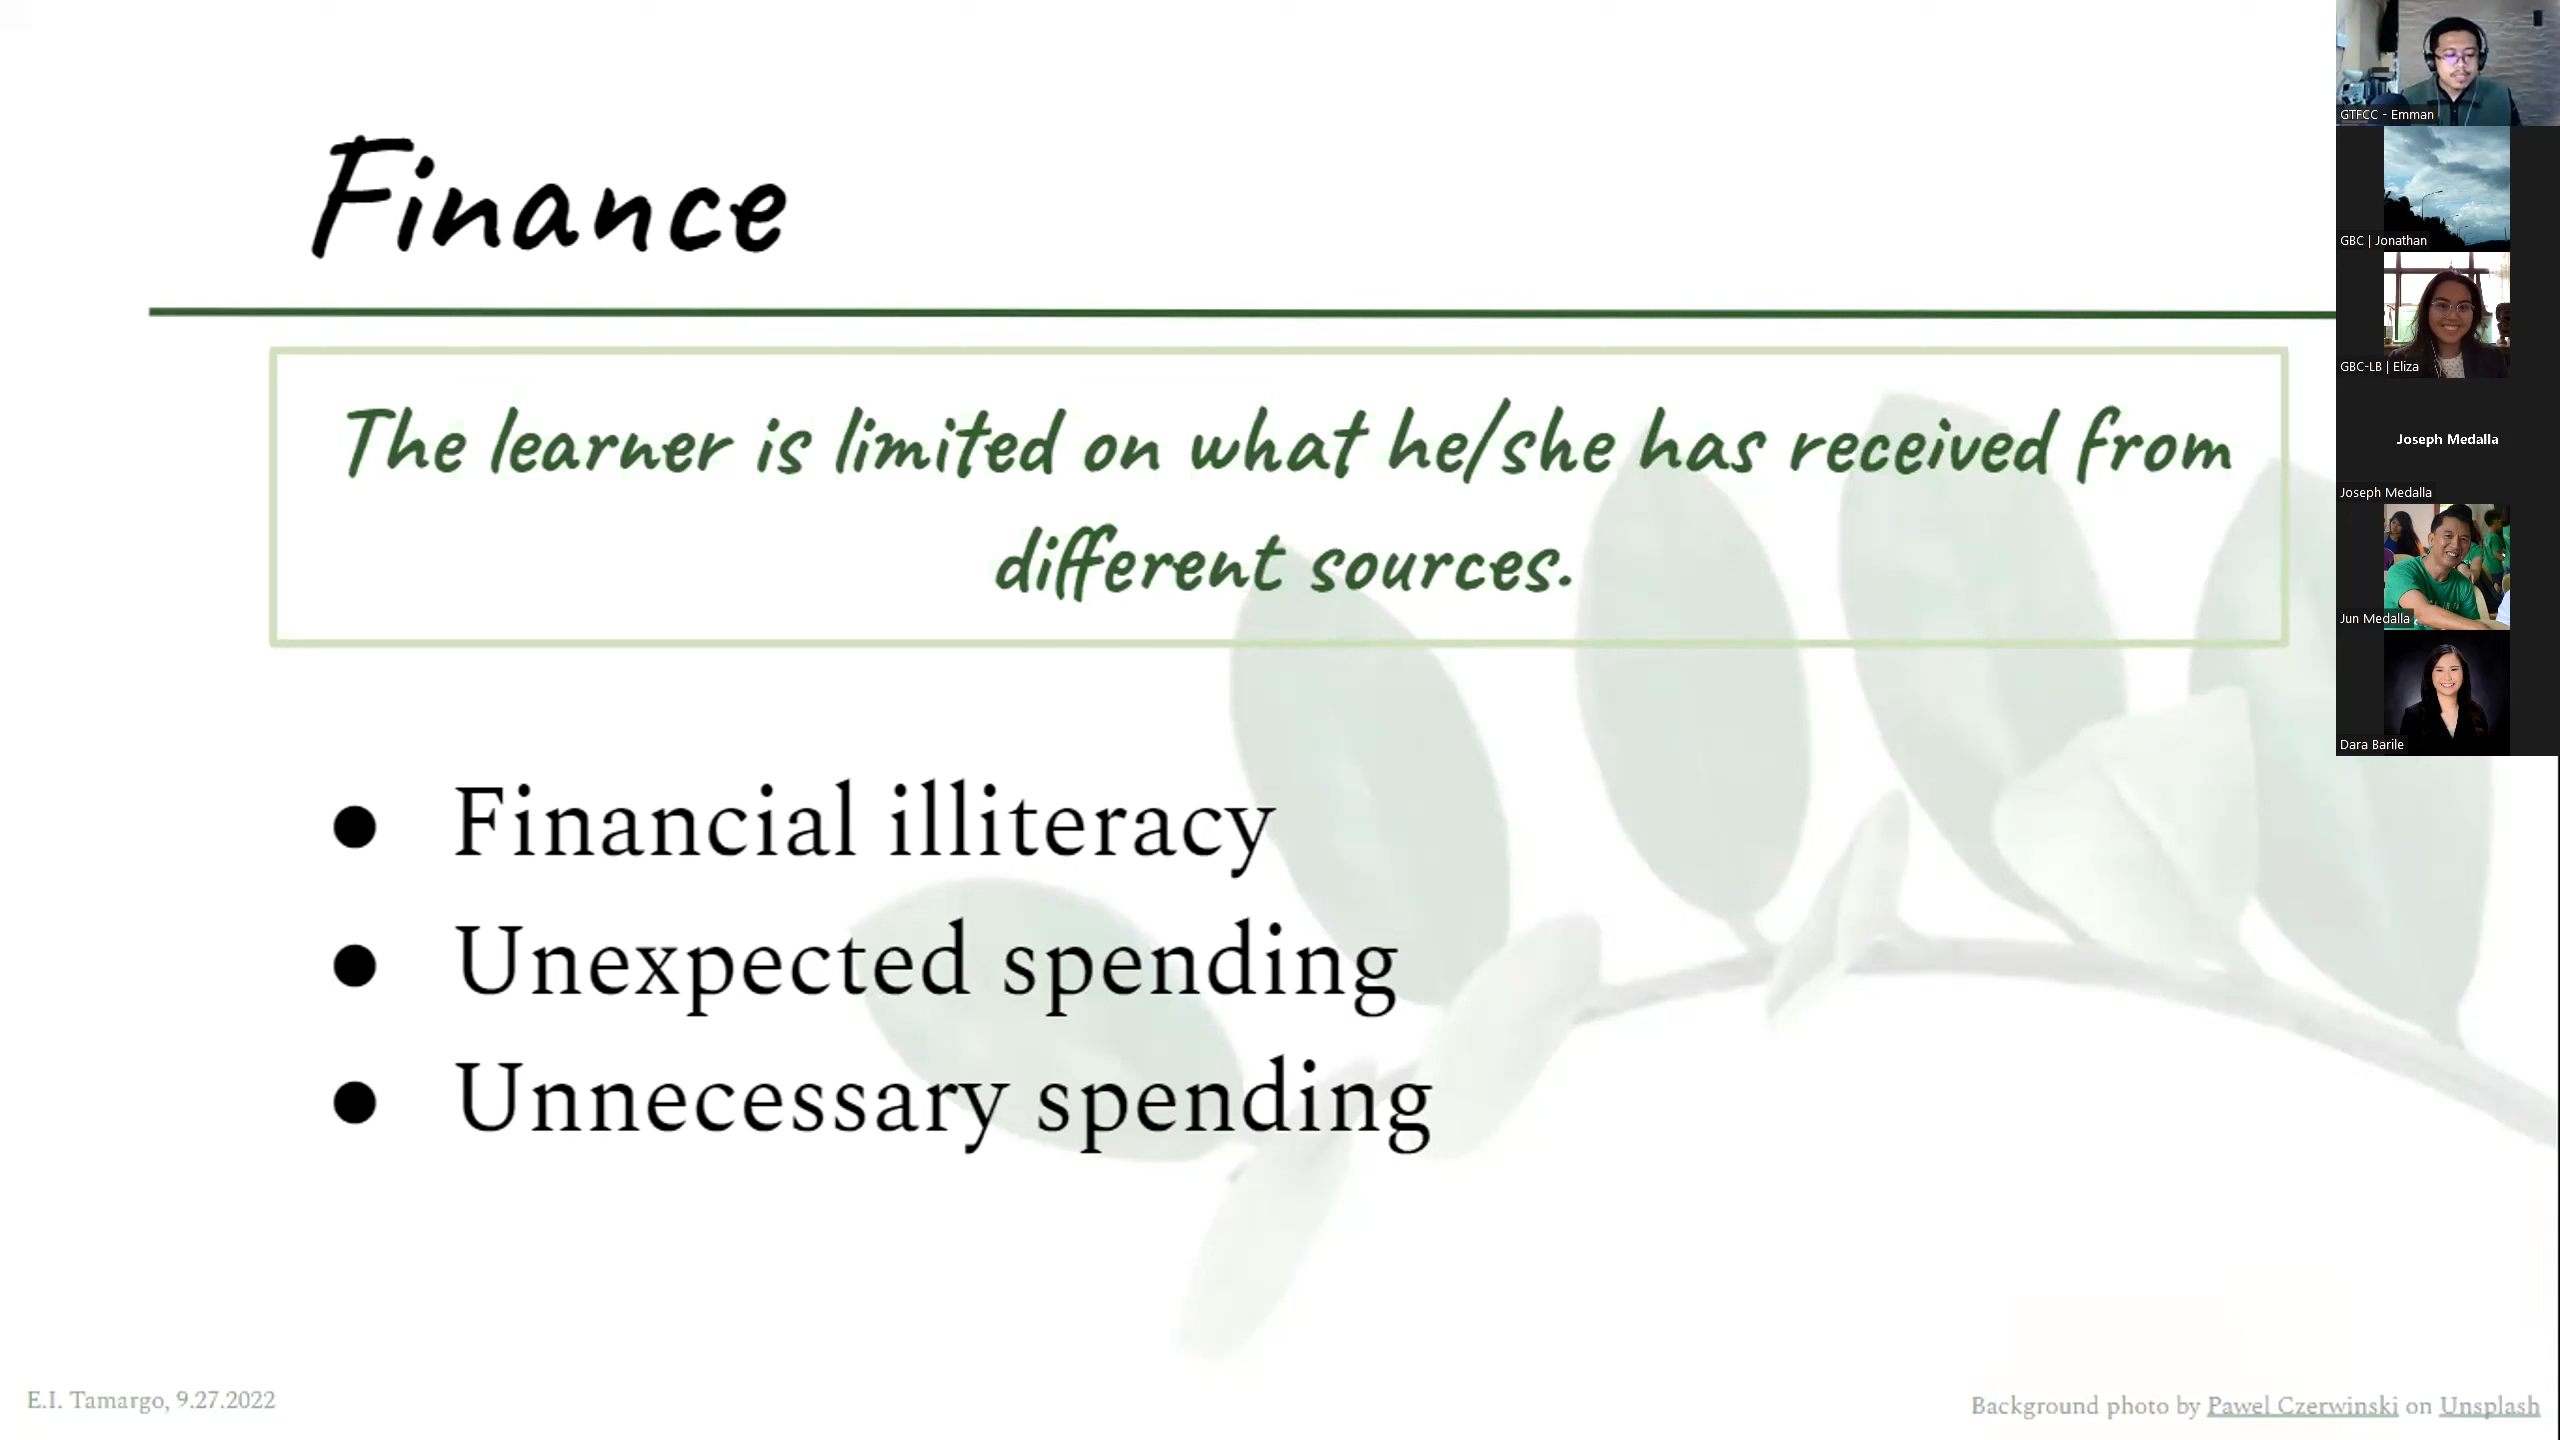 Finance
The learner is limited on what he/she has received from
different sources.
● Financial illiteracy
● Unexpected spending
● Unnecessary spending
E.I. Tamargo, 9.27.2022
Background photo by Pawel Czerwinski on Unsplash
GTFCC - Emman
GBC | Jonathan
GBC-LB | Eliza
Joseph Medalla
Joseph Medalla
Jun Medalla
Dara Barile